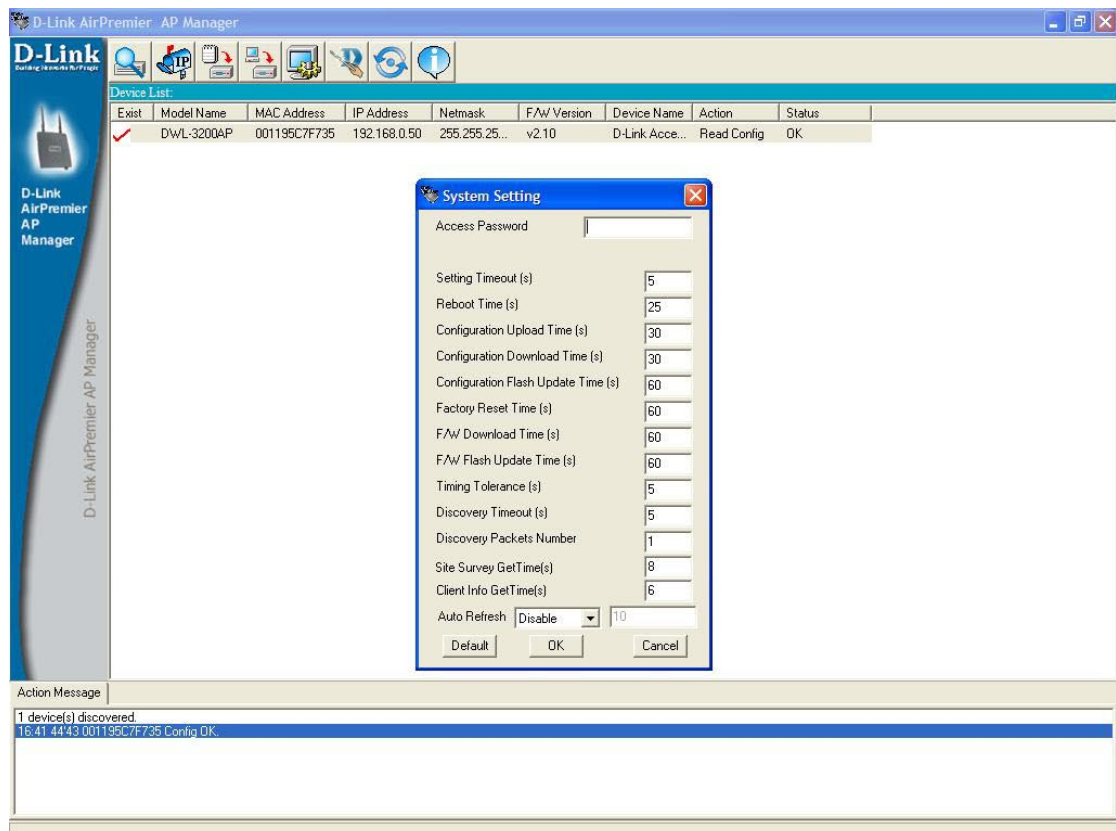 D-Link AirPremier AP Manager
D-Link
Building Networks for People
IP
Device List:
Exist Model Name MAC Address IP Address Netmask F/W Version Device Name Action Status
DWL-3200AP 001195C7F735 192.168.0.50 255.255.25... v2.10 D-Link Acce... Read Config OK
D-Link
AirPremier
AP
Manager
D-Link AirPremier AP Manager
System Setting
Access Password
Setting Timeout (s) 5
Reboot Time (s) 25
Configuration Upload Time (s) 30
Configuration Download Time (s) 30
Configuration Flash Update Time (s) 60
Factory Reset Time (s) 60
F/W Download Time (s) 60
F/W Flash Update Time (s) 60
Timing Tolerance (s) 5
Discovery Timeout (s) 5
Discovery Packets Number 1
Site Survey GetTime(s) 8
Client Info GetTime(s) 6
Auto Refresh Disable 10
Default OK Cancel
Action Message
1 device(s) discovered.
16:41 44'43 001195C7F735 Config OK.